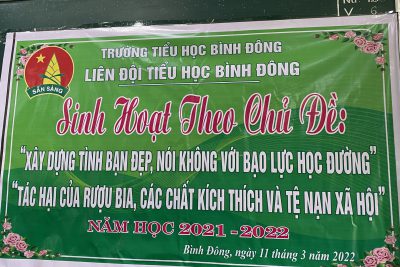 TRƯỜNG TIỂU HỌC BÌNH ĐÔNG
LIÊN ĐỘI TIỂU HỌC BÌNH ĐÔNG
SẴN SÀNG
Sinh Hoạt Theo Chủ Đề:
"XÂY DỰNG TÌNH BẠN ĐẸP, NÓI KHÔNG VỚI BẠO LỰC HỌC ĐƯỜNG"
"TÁC HẠI CỦA RƯỢU BIA, CÁC CHẤT KÍCH THÍCH VÀ TỆ NẠN XÃ HỘI"
NĂM HỌC 2021 - 2022
Bình Đông, ngày 11 tháng 3 năm 2022